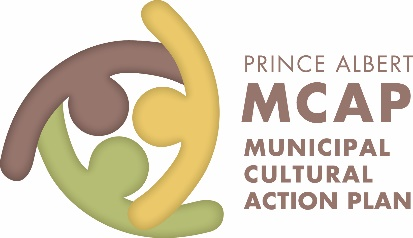 PRINCE ALBERT
MCAP
MUNICIPAL
CULTURAL
ACTION PLAN